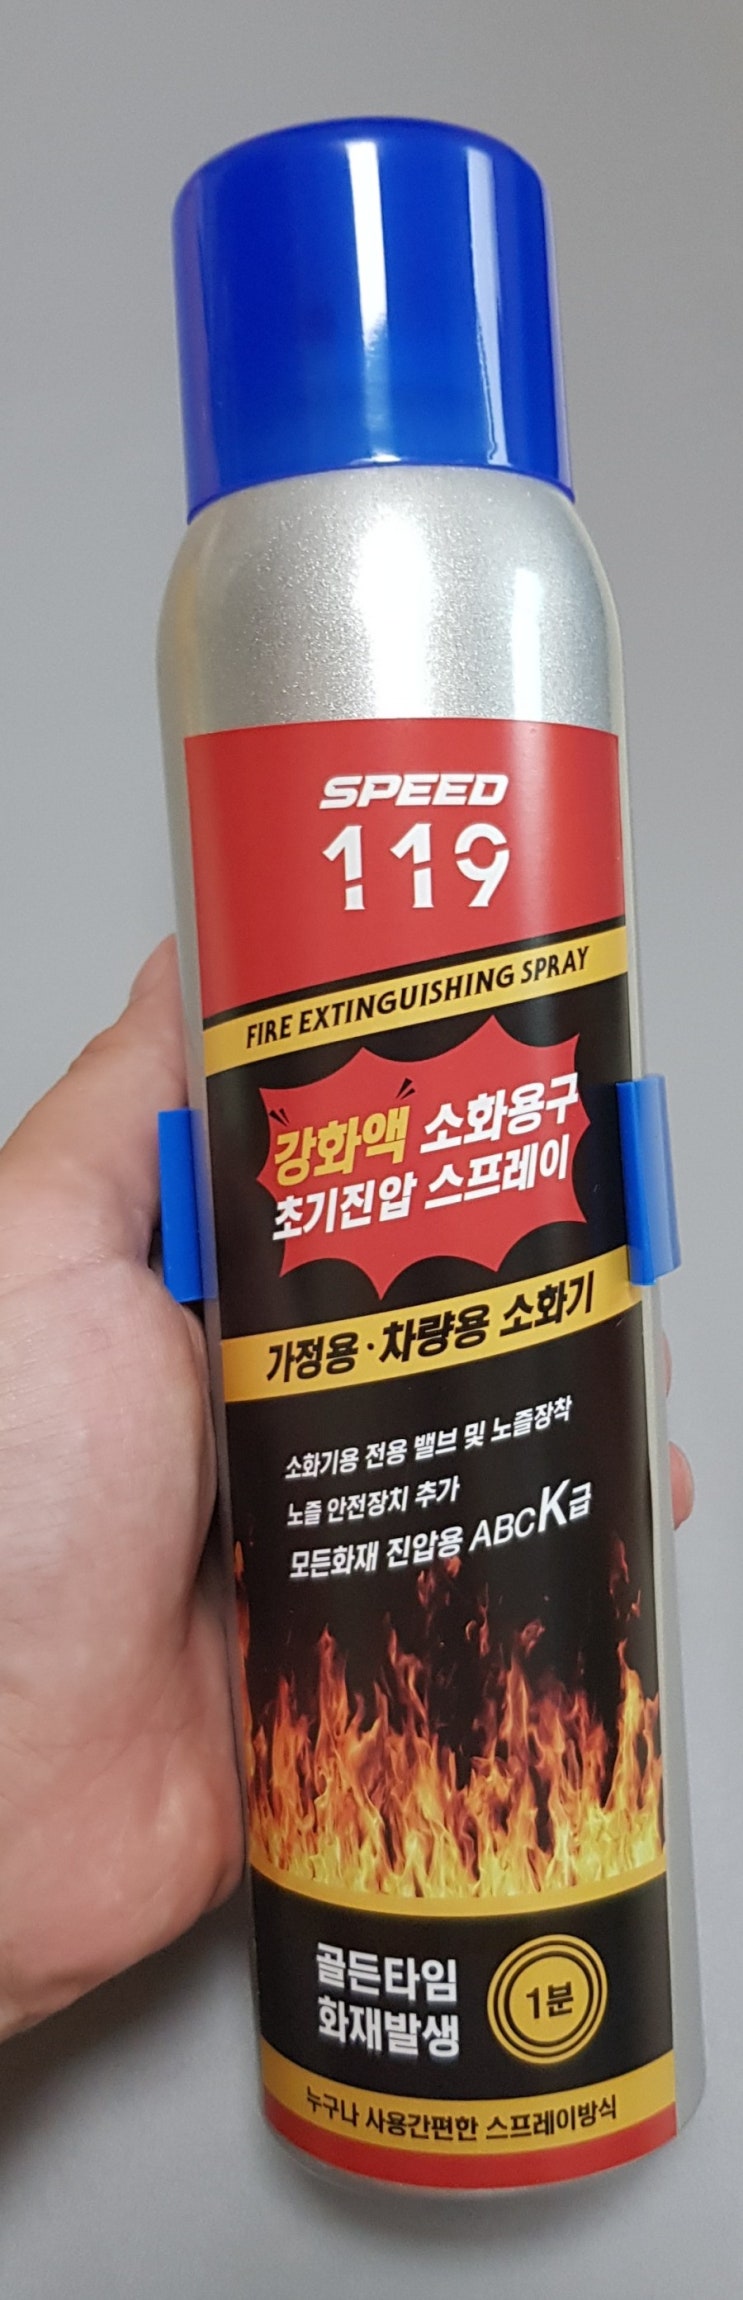 SPEED
119
FIRE EXTINGUISHING SPRAY
강화액 소화용구
초기진압 스프레이
가정용·차량용 소화기
소화기용 전용 밸브 및 노즐장착
노즐 안전장치 추가
모든화재 진압용 ABCK급
골든타임
화재발생
1분
누구나 사용간편한 스프레이방식